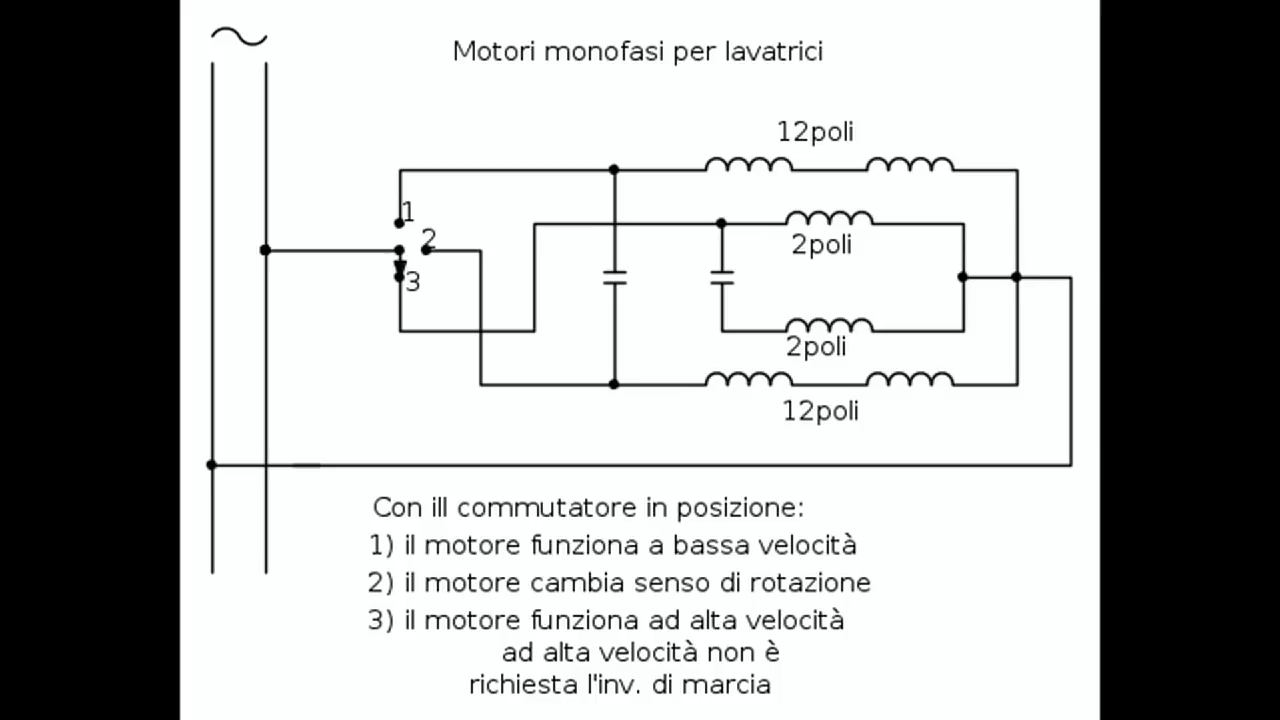 Motori monofasi per lavatrici
12poli
1
2poli
2
3
2poli
12poli
Con ill commutatore in posizione:
1) il motore funziona a bassa velocità
2) il motore cambia senso di rotazione
3) il motore funziona ad alta velocità
ad alta velocità non è
richiesta l'inv. di marcia